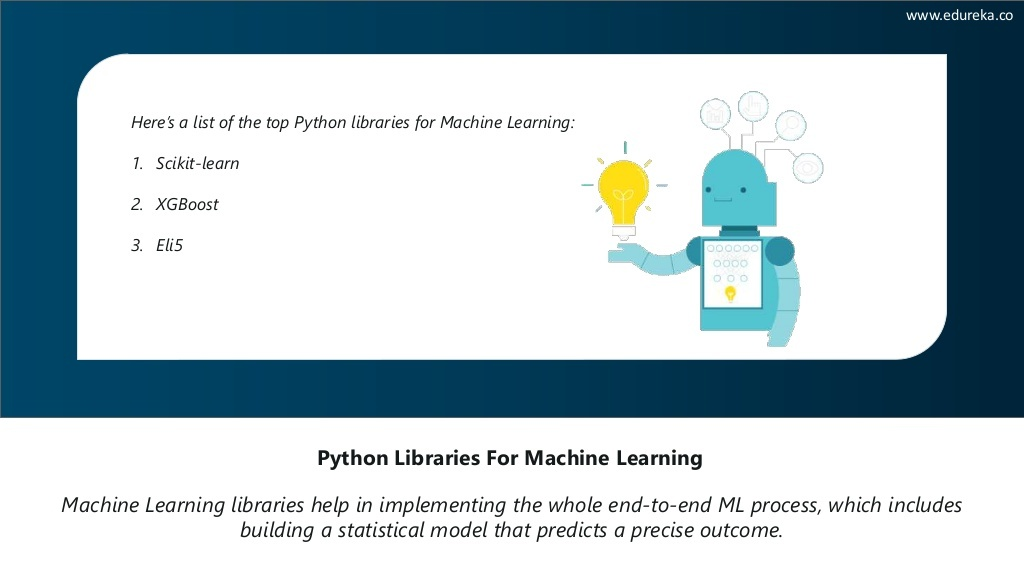 www.edureka.co
Here's a list of the top Python libraries for Machine Learning:
1. Scikit-learn
2. XGBoost
3. Eli5
Python Libraries For Machine Learning
Machine Learning libraries help in implementing the whole end-to-end ML process, which includes
building a statistical model that predicts a precise outcome.